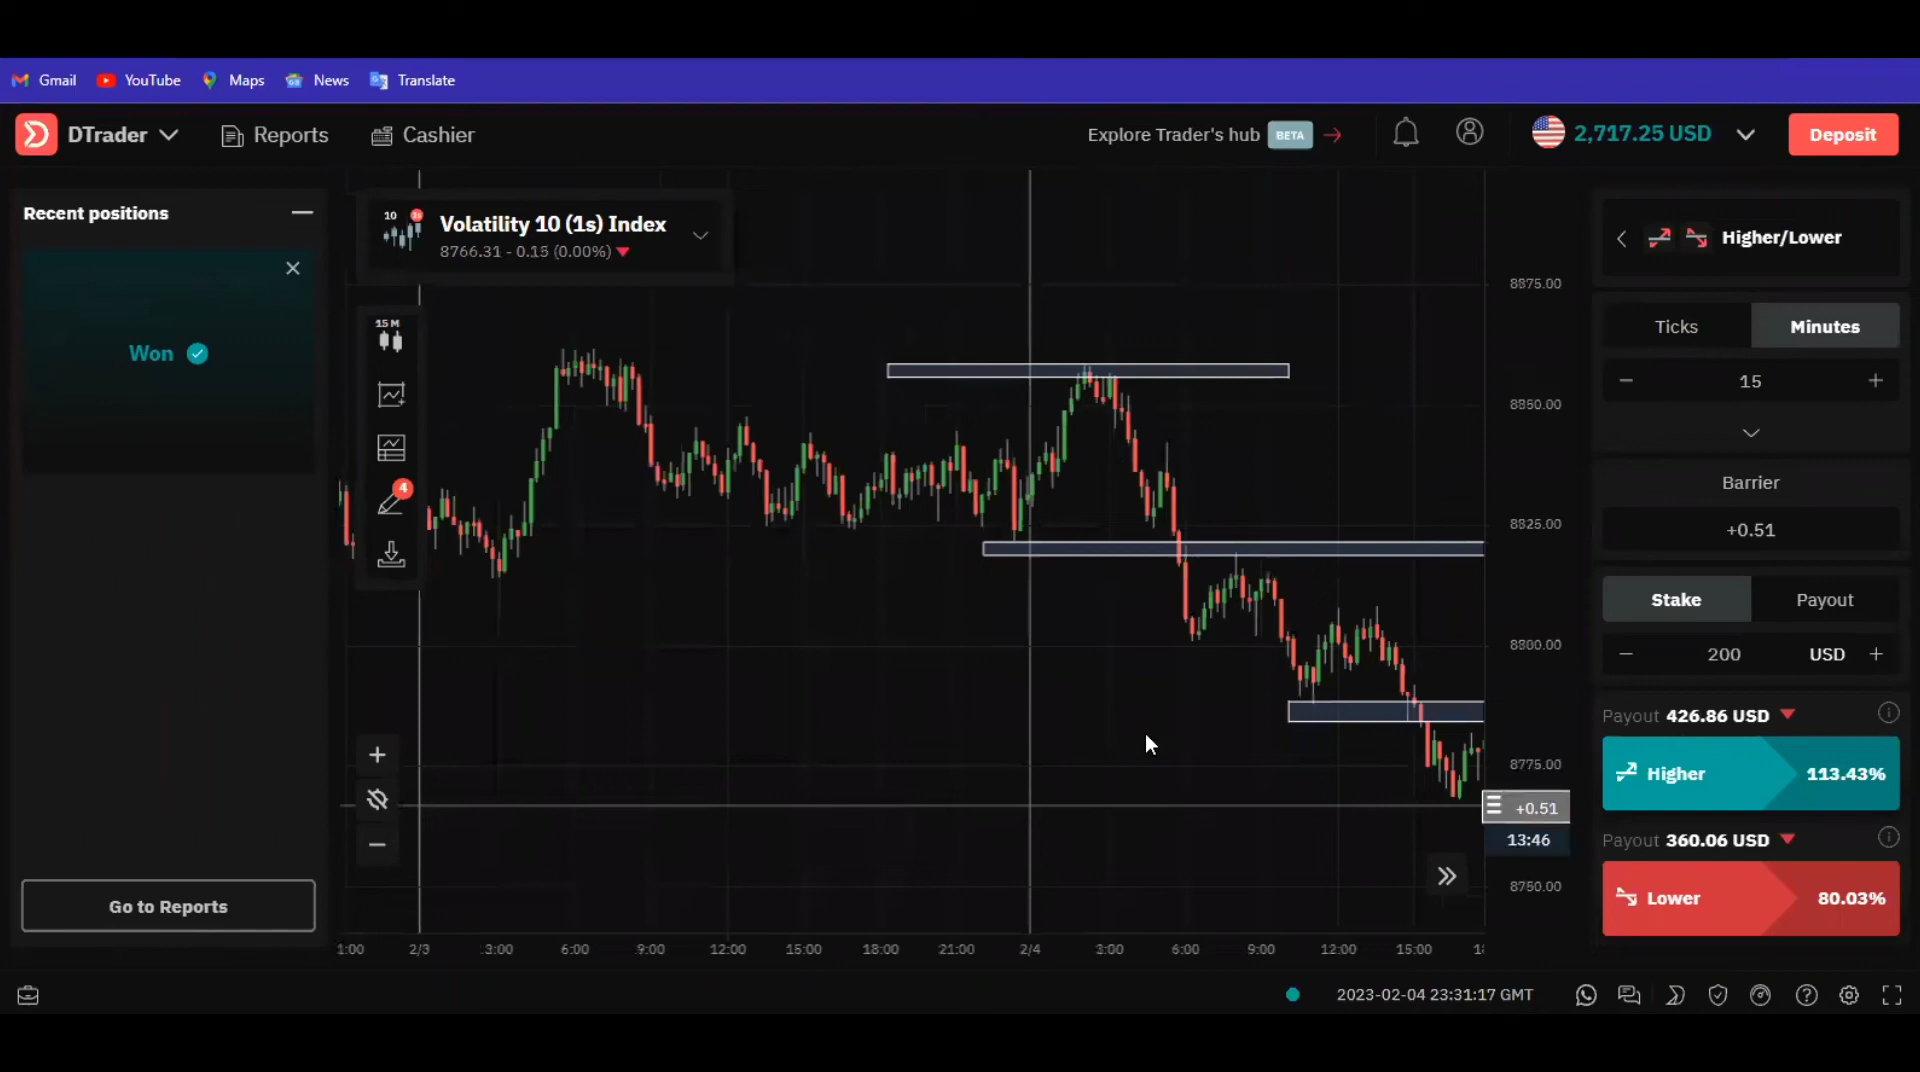 Gmail YouTube Maps News Translate
DTrader Reports Cashier Explore Trader's hub BETA 2,717.25 USD Deposit
Recent positions
Won
Go to Reports
10 1s Volatility 10 (1s) Index
8766.31 - 0.15 (0.00%)
15 M
4
8875.00
8850.00
8825.00
8800.00
8775.00
+0.51
13:46
8750.00
1:00 2/3 3:00 6:00 9:00 12:00 15:00 18:00 21:00 2/4 3:00 6:00 9:00 12:00 15:00
Higher/Lower
Ticks Minutes
− 15 +
Barrier
+0.51
Stake Payout
− 200 USD +
Payout 426.86 USD
Higher 113.43%
Payout 360.06 USD
Lower 80.03%
2023-02-04 23:31:17 GMT